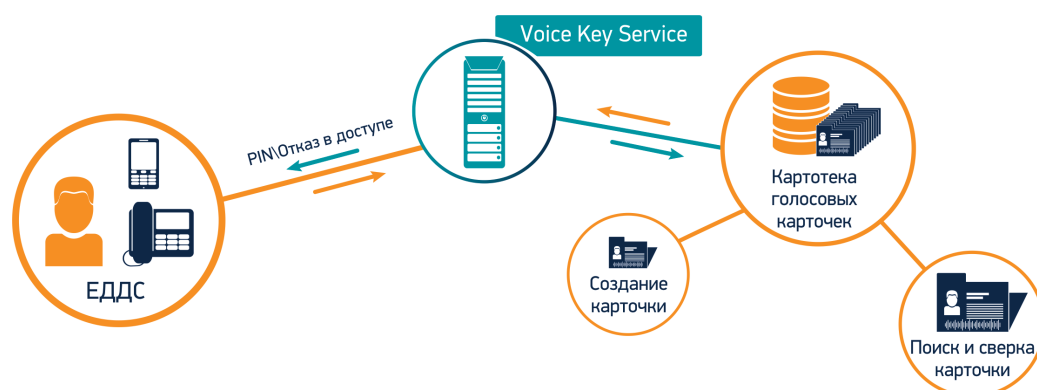 Voice Key Service
PIN\Отказ в доступе
ЕДДС
Картотека
голосовых
карточек
Создание
карточки
Поиск и сверка
карточки